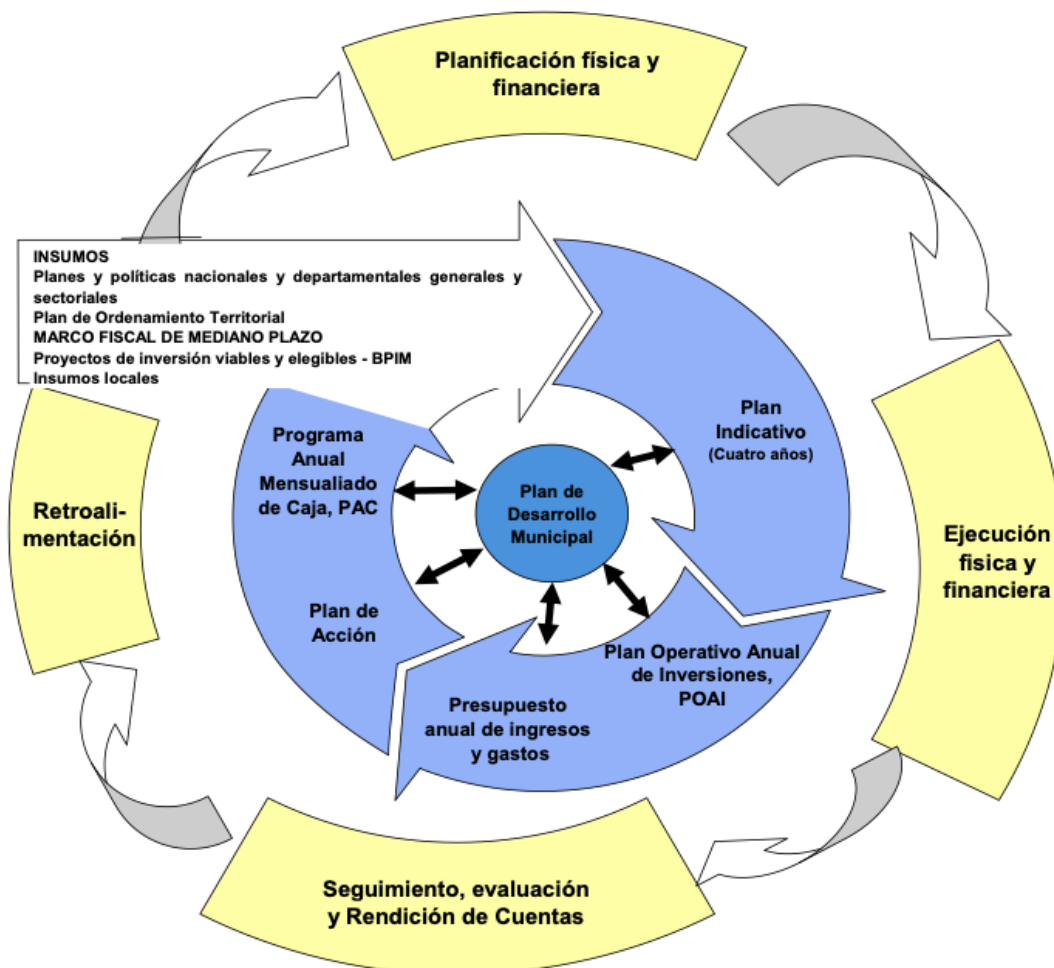 Planificación física y
financiera
INSUMOS
Planes y políticas nacionales y departamentales generales y
sectoriales
Plan de Ordenamiento Territorial
MARCO FISCAL DE MEDIANO PLAZO
Proyectos de inversión viables y elegibles - BPIM
Insumos locales
Plan
Indicativo
(Cuatro años)
Programa
Anual
Mensualiado
de Caja, PAC
Plan de
Desarrollo
Municipal
Retroali-
mentación
Ejecución
fisica y
financiera
Plan de
Acción
Plan Operativo Anual
de Inversiones,
POAI
Presupuesto
anual de ingresos
y gastos
Seguimiento, evaluación
y Rendición de Cuentas